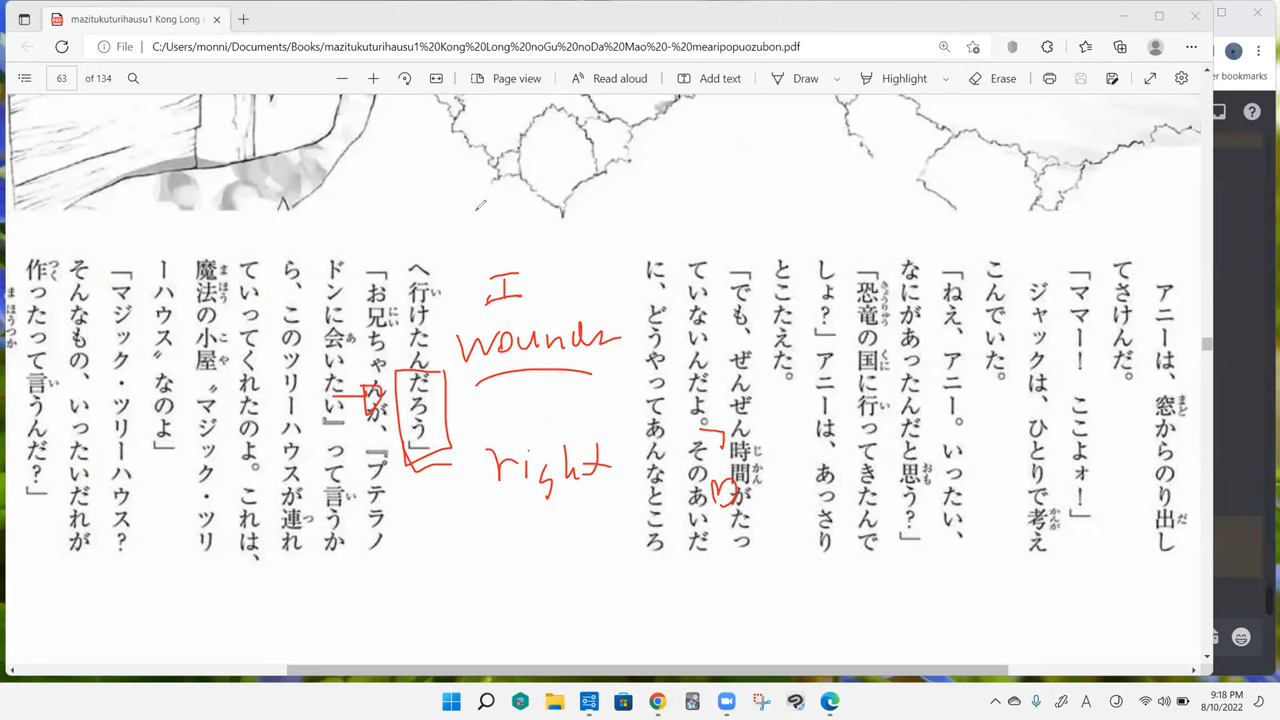 mazitukuturihausu1 Kong Long
File
C:/Users/monni/Documents/Books/mazitukuturihausu1%20Kong%20Long%20noGu%20noDa%20Mao%20-%20mearipopuozubon.pdf
er bookmarks
63 of 134
Page view
Read aloud
Add text
Draw
Highlight
Erase
アニーは、窓からのり出し
てさけんだ。
「ママー！　ここよォ！」
ジャックは、ひとりで考え
こんでいた。
「ねえ、アニー。いったい、
なにがあったんだと思う？」
「恐竜の国に行ってきたんで
しょ？」アニーは、あっさり
とこたえた。
「でも、ぜんぜん時間がたっ
ていないんだよ。そのあいだ
に、どうやってあんなところ
I
wounds
right
へ行けたんだろう」
「お兄ちゃんが、『プテラノ
ドンに会いたい』って言うか
ら、このツリーハウスが連れ
ていってくれたのよ。これは、
魔法の小屋〝マジック・ツリ
ーハウス〟なのよ」
「マジック・ツリーハウス？
そんなもの、いったいだれが
作ったって言うんだ？」
まほうつか
9:18 PM
8/10/2022